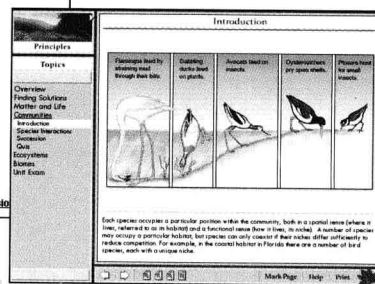 Introduction
Principles
Topics
Overview
Finding Solutions
Matter and Life
Communities
Introduction
Species Interactions
Succession
Quiz
Ecosystems
Biomes
Unit Exam
Flamingos feed by
straining mud
through their bills.
Dabbling
ducks feed
on plants.
Avocets feed on
insects.
Oystercatchers
pry open shells.
Plovers hunt
for small
insects.
Each species occupies a particular position within the community, both in a spatial sense (where it
lives, referred to as its habitat) and a functional sense (how it lives, its niche). A number of species
may occupy a particular habitat, but species can only coexist if their niches differ sufficiently to
reduce competition. For example, in the coastal habitat in Florida there are a number of bird
species, each with a unique niche.
Mark Page Help Print